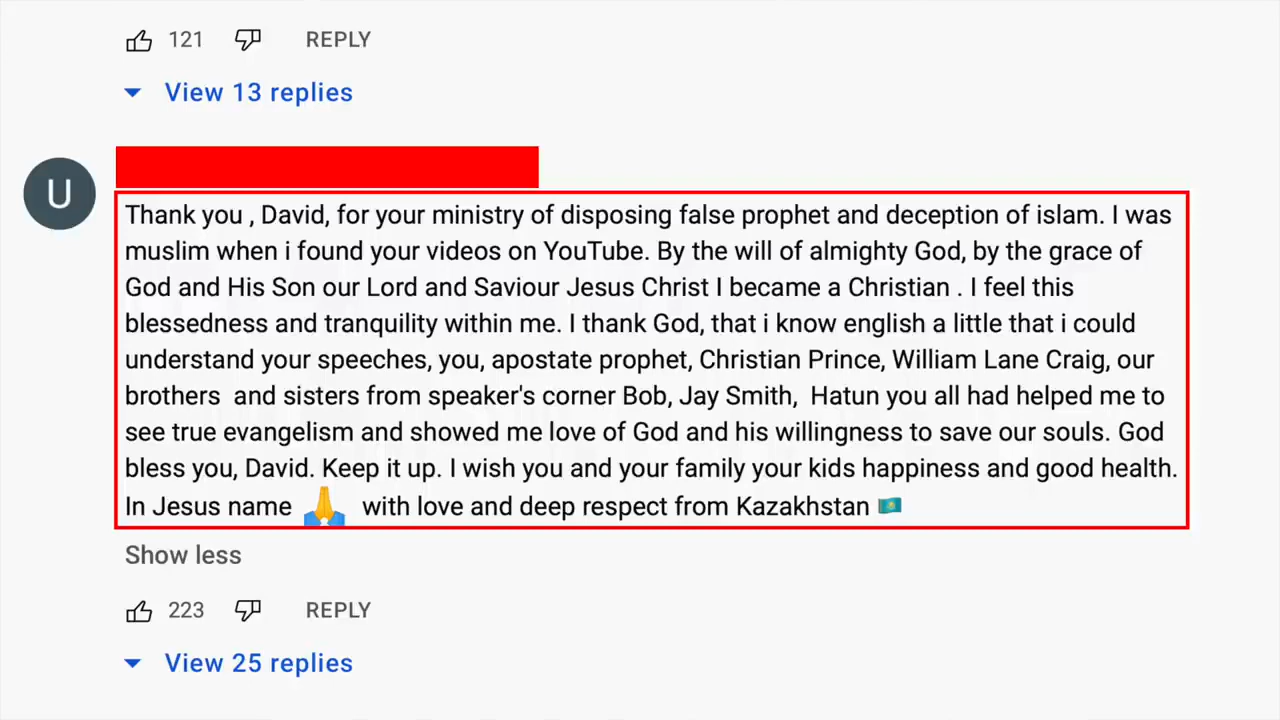 121 REPLY
View 13 replies
U
Thank you , David, for your ministry of disposing false prophet and deception of islam. I was
muslim when i found your videos on YouTube. By the will of almighty God, by the grace of
God and His Son our Lord and Saviour Jesus Christ I became a Christian . I feel this
blessedness and tranquility within me. I thank God, that i know english a little that i could
understand your speeches, you, apostate prophet, Christian Prince, William Lane Craig, our
brothers  and sisters from speaker's corner Bob, Jay Smith,  Hatun you all had helped me to
see true evangelism and showed me love of God and his willingness to save our souls. God
bless you, David. Keep it up. I wish you and your family your kids happiness and good health.
In Jesus name 🙏 with love and deep respect from Kazakhstan 🇰🇿
Show less
223 REPLY
View 25 replies